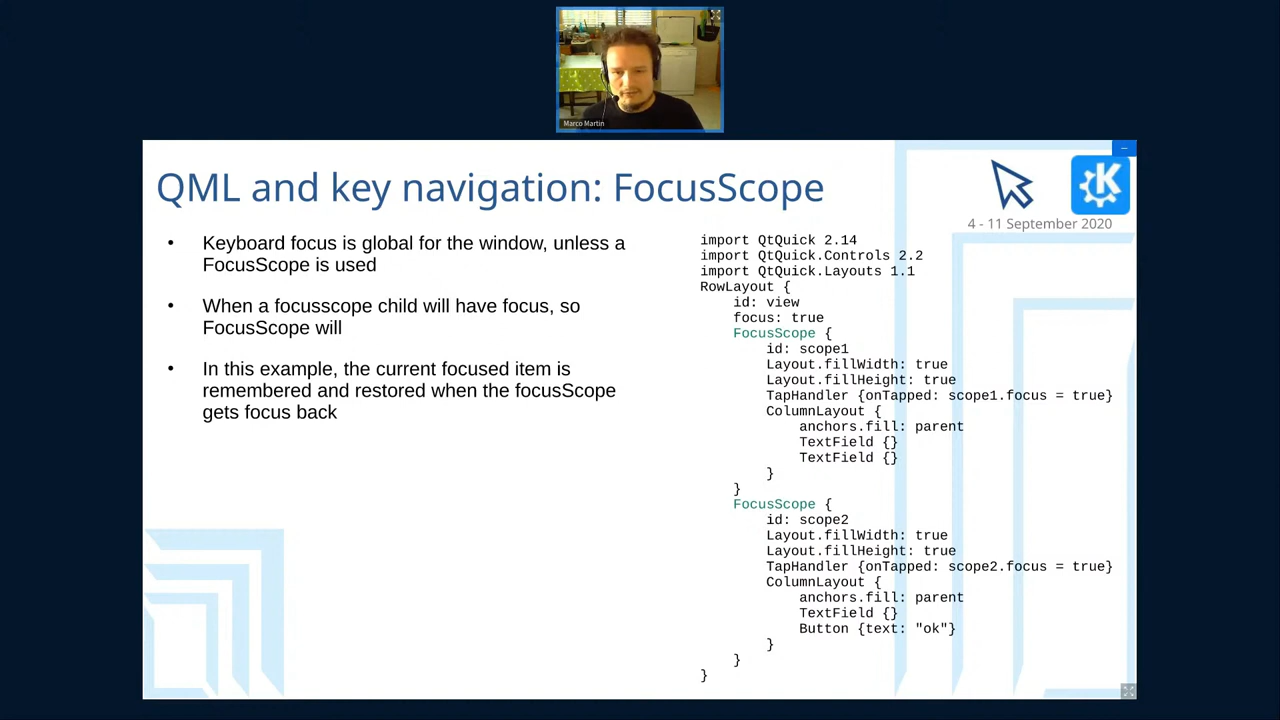 Marco Martin
QML and key navigation: FocusScope
4 - 11 September 2020
• Keyboard focus is global for the window, unless a
FocusScope is used
• When a focusscope child will have focus, so
FocusScope will
• In this example, the current focused item is
remembered and restored when the focusScope
gets focus back
import QtQuick 2.14
import QtQuick.Controls 2.2
import QtQuick.Layouts 1.1
RowLayout {
    id: view
    focus: true
    FocusScope {
        id: scope1
        Layout.fillWidth: true
        Layout.fillHeight: true
        TapHandler {onTapped: scope1.focus = true}
        ColumnLayout {
            anchors.fill: parent
            TextField {}
            TextField {}
        }
    }
    FocusScope {
        id: scope2
        Layout.fillWidth: true
        Layout.fillHeight: true
        TapHandler {onTapped: scope2.focus = true}
        ColumnLayout {
            anchors.fill: parent
            TextField {}
            Button {text: "ok"}
        }
    }
}